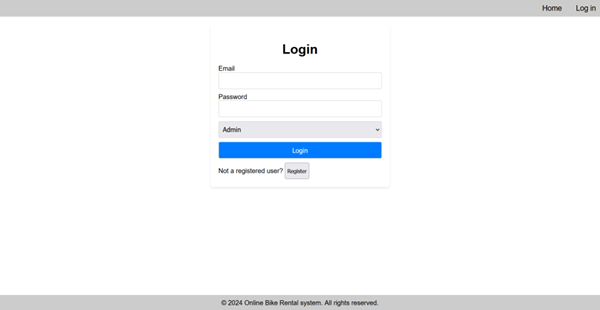 Home Log in
Login
Email
Password
Admin
Login
Not a registered user? Register
© 2024 Online Bike Rental system. All rights reserved.